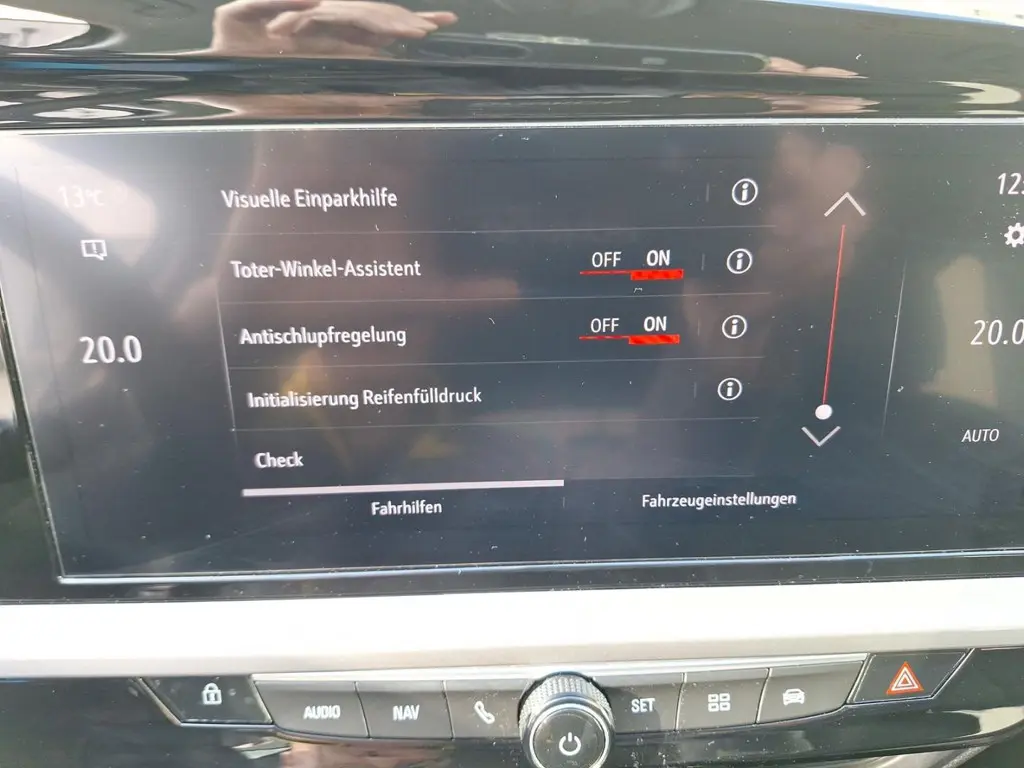 13°C
12:
Visuelle Einparkhilfe
Toter-Winkel-Assistent OFF ON
Antischlupfregelung OFF ON
20.0
20.0
Initialisierung Reifenfülldruck
AUTO
Check
Fahrhilfen Fahrzeugeinstellungen
AUDIO NAV SET